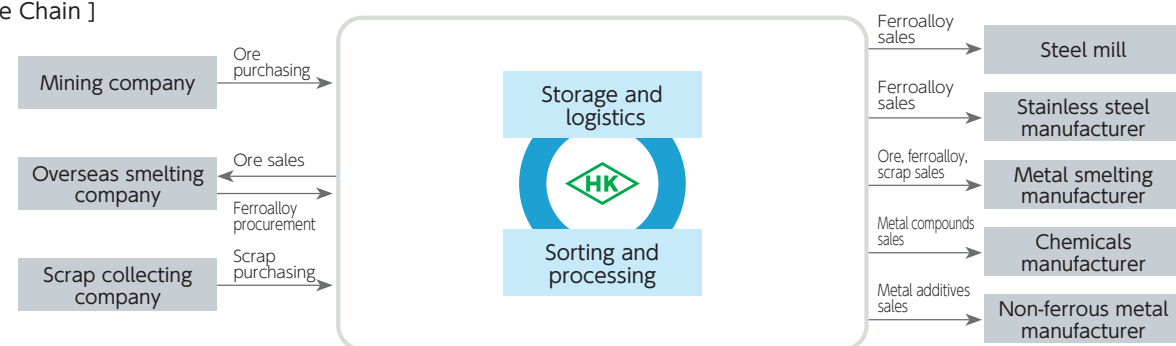 e Chain ]
Mining company
Ore
purchasing
Overseas smelting
company
Ore sales
Ferroalloy
procurement
Scrap collecting
company
Scrap
purchasing
Storage and
logistics
HK
Sorting and
processing
Ferroalloy
sales
Steel mill
Ferroalloy
sales
Stainless steel
manufacturer
Ore, ferroalloy,
scrap sales
Metal smelting
manufacturer
Metal compounds
sales
Chemicals
manufacturer
Metal additives
sales
Non-ferrous metal
manufacturer